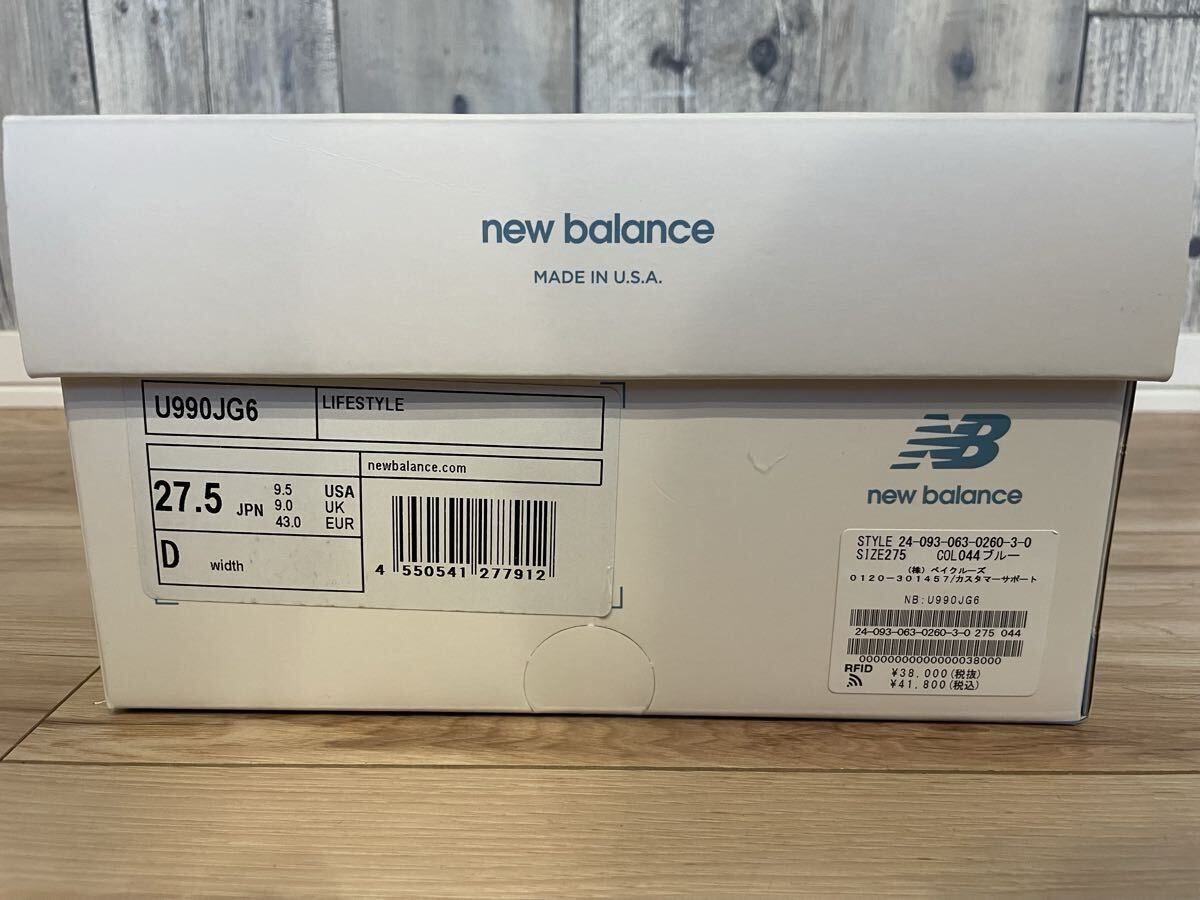 new balance
MADE IN U.S.A.
U990JG6
LIFESTYLE
newbalance.com
27.5 JPN
9.5 USA
9.0 UK
43.0 EUR
D width
4 550541 277912
NB
new balance
STYLE 24-093-063-0260-3-0
SIZE275 COL044ブルー
(株) ベイクルーズ
0120-301457/カスタマーサポート
NB:U990JG6
24-093-063-0260-3-0 275 044
00000000000000038000
RFID
¥38,000(税抜)
¥41,800(税込)